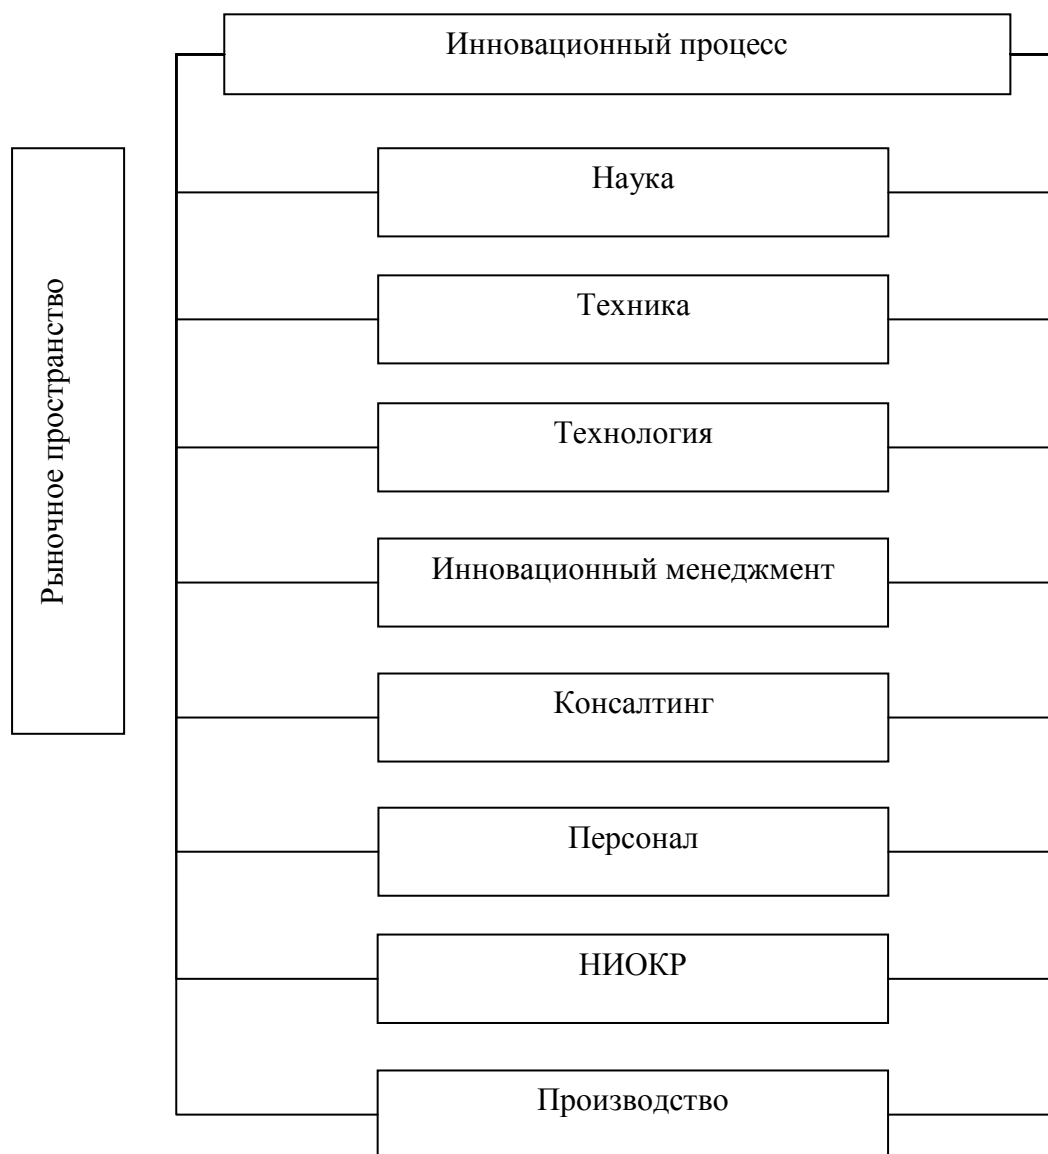 Инновационный процесс
Рыночное пространство
Наука
Техника
Технология
Инновационный менеджмент
Консалтинг
Персонал
НИОКР
Производство